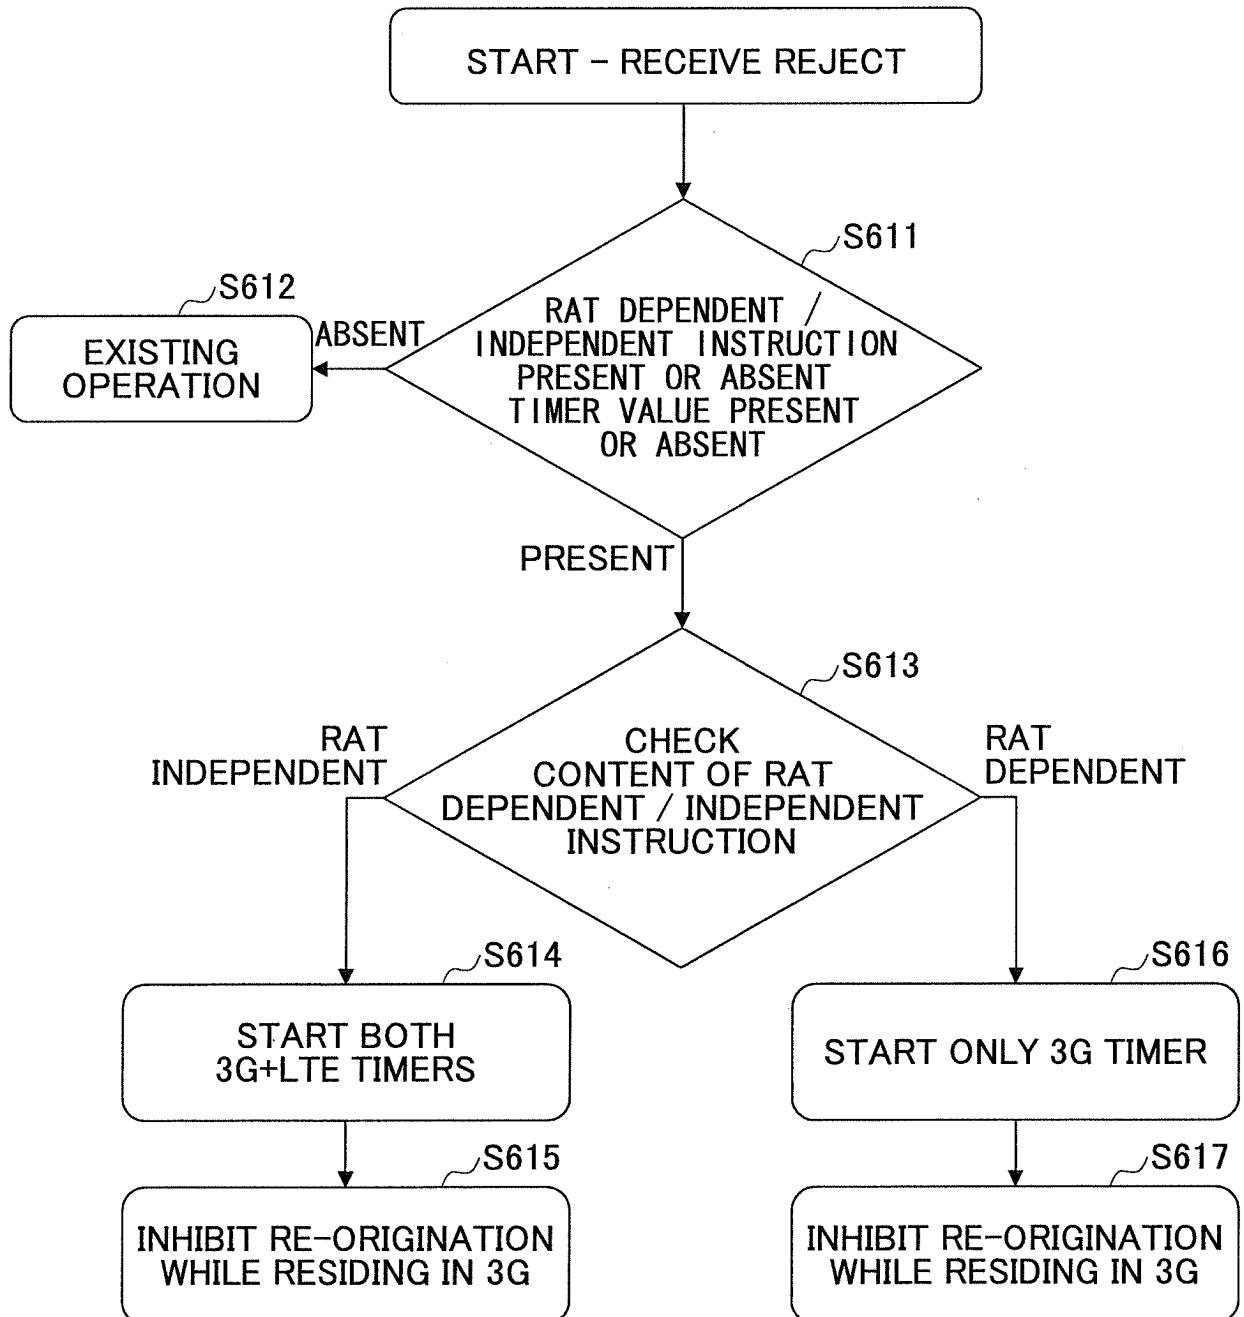 START – RECEIVE REJECT
S611
RAT DEPENDENT /
INDEPENDENT INSTRUCTION
PRESENT OR ABSENT
TIMER VALUE PRESENT
OR ABSENT
S612
ABSENT
EXISTING
OPERATION
PRESENT
S613
CHECK
CONTENT OF RAT
DEPENDENT / INDEPENDENT
INSTRUCTION
RAT
INDEPENDENT
RAT
DEPENDENT
S614
START BOTH
3G+LTE TIMERS
S615
INHIBIT RE-ORIGINATION
WHILE RESIDING IN 3G
S616
START ONLY 3G TIMER
S617
INHIBIT RE-ORIGINATION
WHILE RESIDING IN 3G